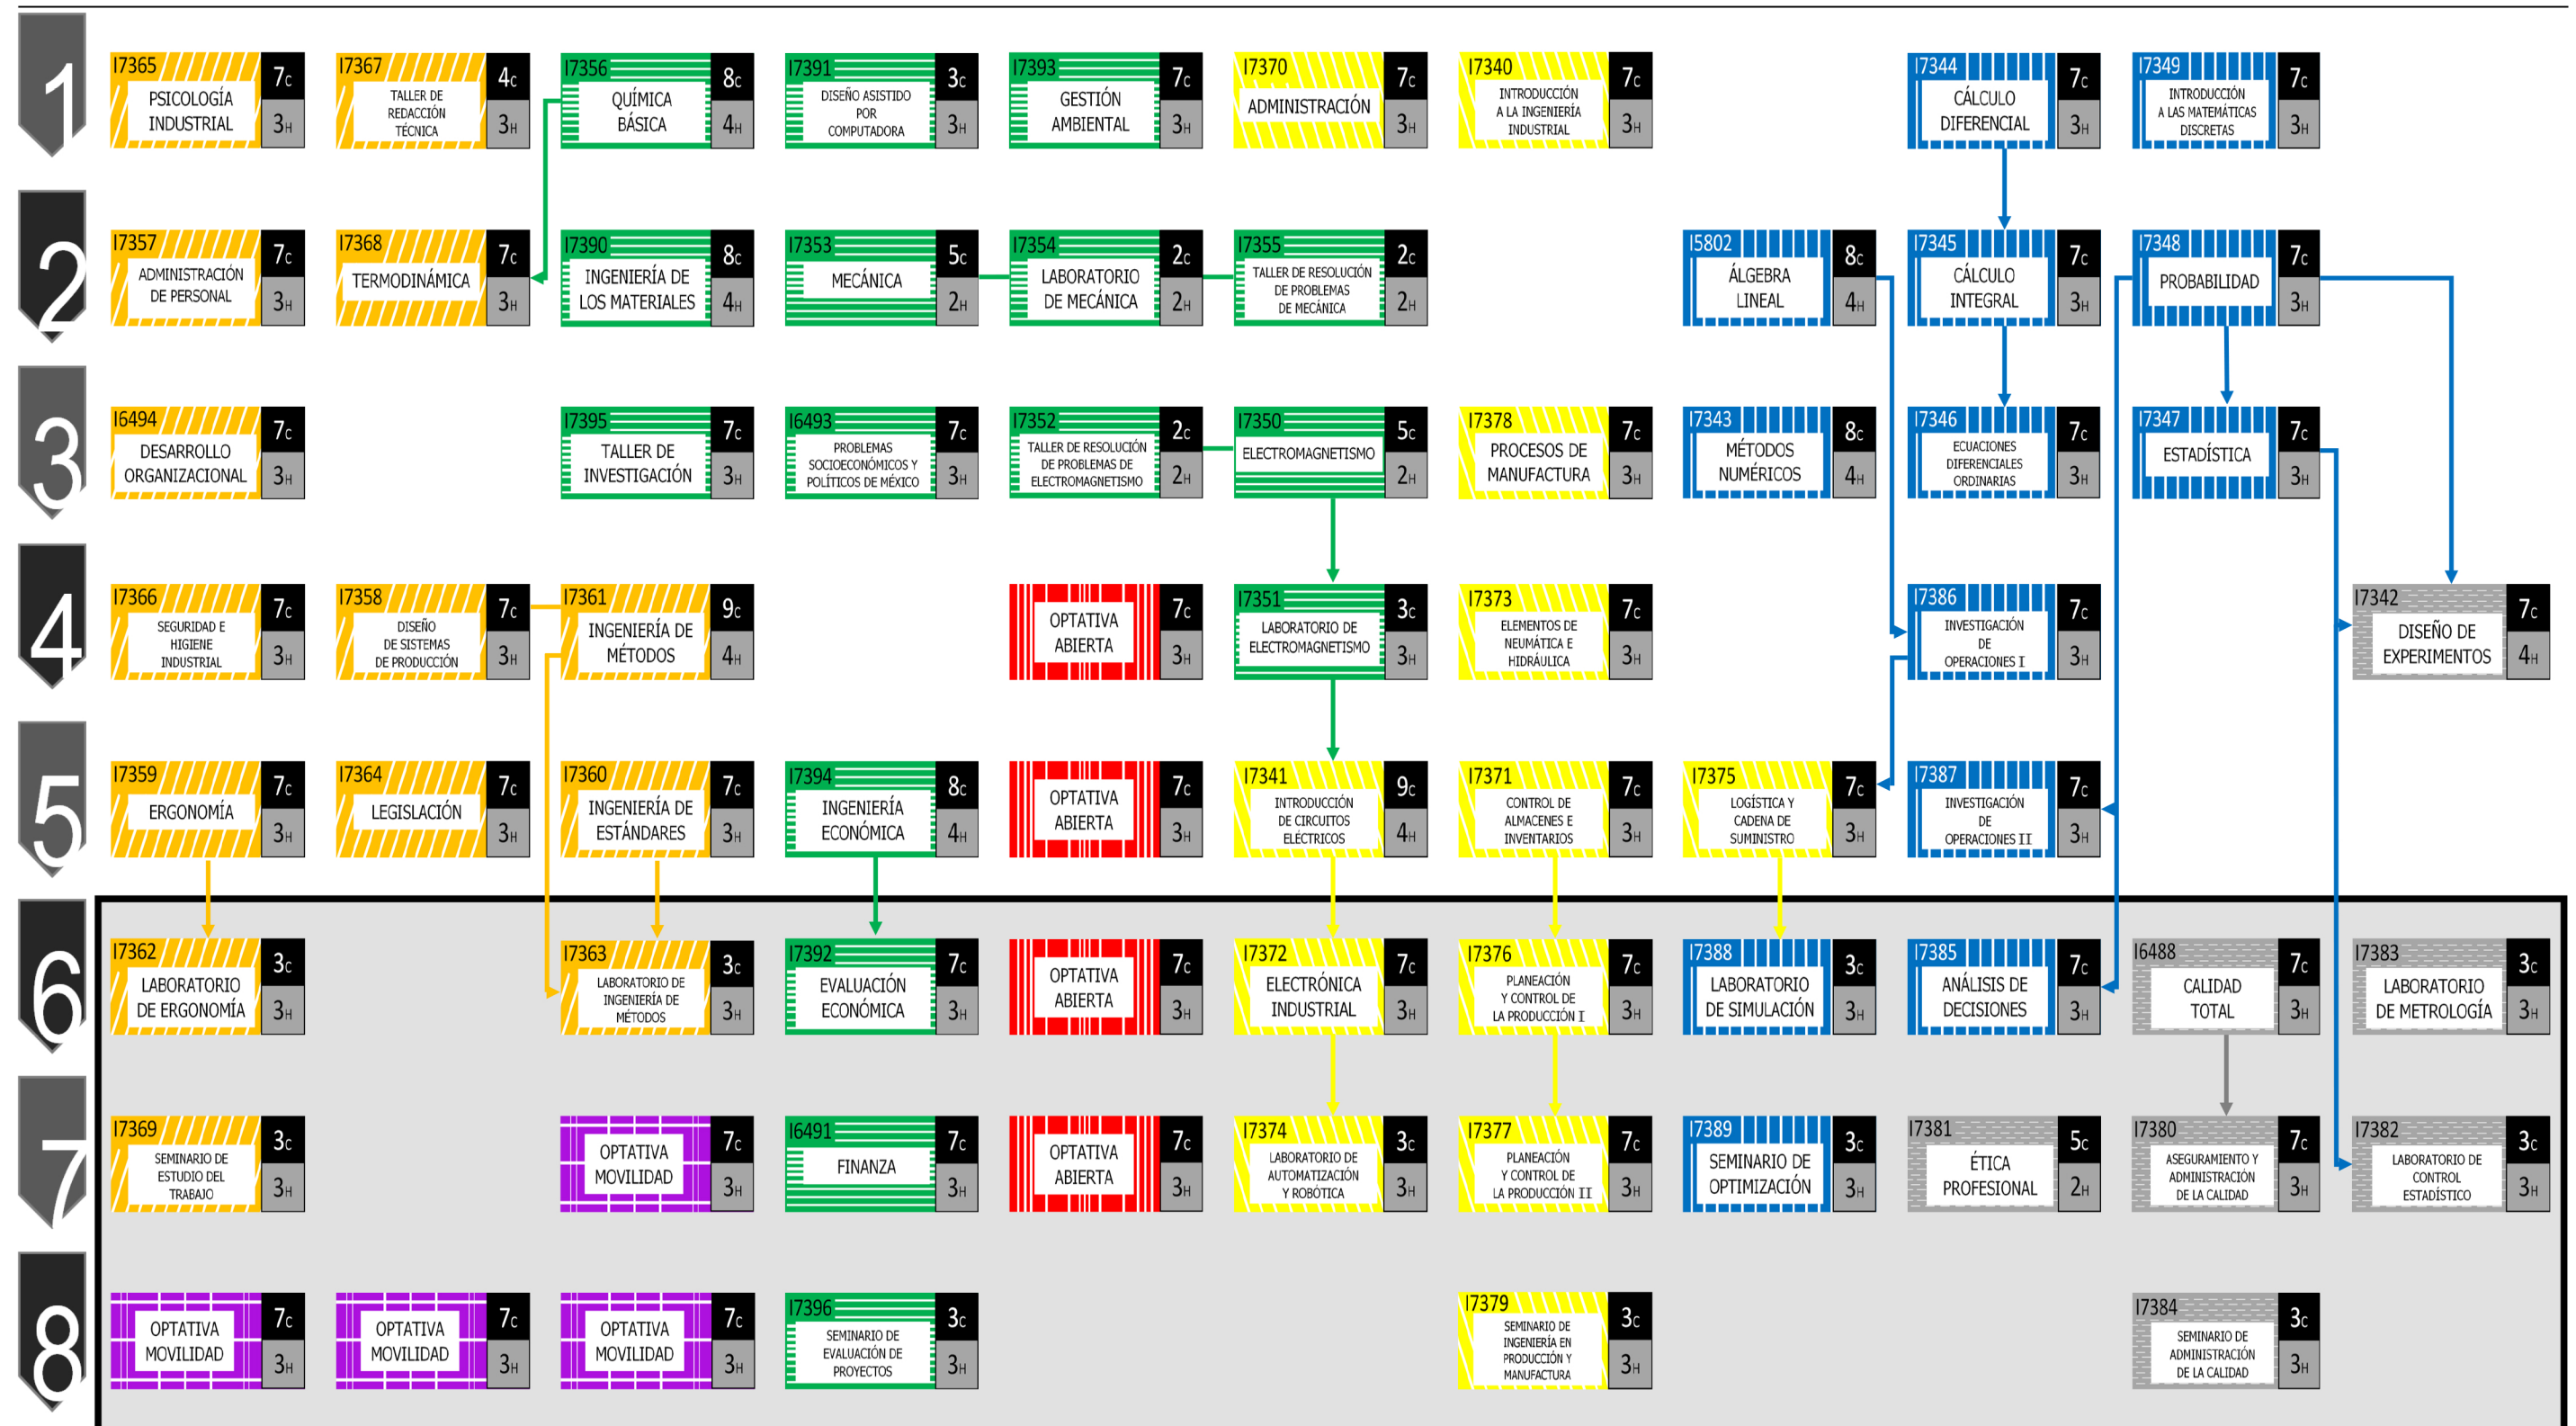 1
I7365
PSICOLOGÍA
INDUSTRIAL
7C
3H
I7367
TALLER DE
REDACCIÓN
TÉCNICA
4C
3H
I7356
QUÍMICA
BÁSICA
8C
4H
I7391
DISEÑO ASISTIDO
POR
COMPUTADORA
3C
3H
I7393
GESTIÓN
AMBIENTAL
7C
3H
I7370
ADMINISTRACIÓN
7C
3H
I7340
INTRODUCCIÓN
A LA INGENIERÍA
INDUSTRIAL
7C
3H
I7344
CÁLCULO
DIFERENCIAL
7C
3H
I7349
INTRODUCCIÓN
A LAS MATEMÁTICAS
DISCRETAS
7C
3H
2
I7357
ADMINISTRACIÓN
DE PERSONAL
7C
3H
I7368
TERMODINÁMICA
7C
3H
I7390
INGENIERÍA DE
LOS MATERIALES
8C
4H
I7353
MECÁNICA
5C
2H
I7354
LABORATORIO
DE MECÁNICA
2C
2H
I7355
TALLER DE RESOLUCIÓN
DE PROBLEMAS
DE MECÁNICA
2C
2H
I5802
ÁLGEBRA
LINEAL
8C
4H
I7345
CÁLCULO
INTEGRAL
7C
3H
I7348
PROBABILIDAD
7C
3H
3
I6494
DESARROLLO
ORGANIZACIONAL
7C
3H
I7395
TALLER DE
INVESTIGACIÓN
7C
3H
I6493
PROBLEMAS
SOCIOECONÓMICOS Y
POLÍTICOS DE MÉXICO
7C
3H
I7352
TALLER DE RESOLUCIÓN
DE PROBLEMAS DE
ELECTROMAGNETISMO
2C
2H
I7350
ELECTROMAGNETISMO
5C
2H
I7378
PROCESOS DE
MANUFACTURA
7C
3H
I7343
MÉTODOS
NUMÉRICOS
8C
4H
I7346
ECUACIONES
DIFERENCIALES
ORDINARIAS
7C
3H
I7347
ESTADÍSTICA
7C
3H
4
I7366
SEGURIDAD E
HIGIENE
INDUSTRIAL
7C
3H
I7358
DISEÑO
DE SISTEMAS
DE PRODUCCIÓN
7C
3H
I7361
INGENIERÍA DE
MÉTODOS
9C
4H
OPTATIVA
ABIERTA
7C
3H
I7351
LABORATORIO DE
ELECTROMAGNETISMO
3C
3H
I7373
ELEMENTOS DE
NEUMÁTICA E
HIDRÁULICA
7C
3H
I7386
INVESTIGACIÓN
DE
OPERACIONES I
7C
3H
I7342
DISEÑO DE
EXPERIMENTOS
7C
4H
5
I7359
ERGONOMÍA
7C
3H
I7364
LEGISLACIÓN
7C
3H
I7360
INGENIERÍA DE
ESTÁNDARES
7C
3H
I7394
INGENIERÍA
ECONÓMICA
8C
4H
OPTATIVA
ABIERTA
7C
3H
I7341
INTRODUCCIÓN
DE CIRCUITOS
ELÉCTRICOS
9C
4H
I7371
CONTROL DE
ALMACENES E
INVENTARIOS
7C
3H
I7375
LOGÍSTICA Y
CADENA DE
SUMINISTRO
7C
3H
I7387
INVESTIGACIÓN
DE
OPERACIONES II
7C
3H
6
I7362
LABORATORIO
DE ERGONOMÍA
3C
3H
I7363
LABORATORIO DE
INGENIERÍA DE
MÉTODOS
3C
3H
I7392
EVALUACIÓN
ECONÓMICA
7C
3H
OPTATIVA
ABIERTA
7C
3H
I7372
ELECTRÓNICA
INDUSTRIAL
7C
3H
I7376
PLANEACIÓN
Y CONTROL DE
LA PRODUCCIÓN I
7C
3H
I7388
LABORATORIO
DE SIMULACIÓN
3C
3H
I7385
ANÁLISIS DE
DECISIONES
7C
3H
I6488
CALIDAD
TOTAL
7C
3H
I7383
LABORATORIO
DE METROLOGÍA
3C
3H
7
I7369
SEMINARIO DE
ESTUDIO DEL
TRABAJO
3C
3H
OPTATIVA
MOVILIDAD
7C
3H
I6491
FINANZA
7C
3H
OPTATIVA
ABIERTA
7C
3H
I7374
LABORATORIO DE
AUTOMATIZACIÓN
Y ROBÓTICA
3C
3H
I7377
PLANEACIÓN
Y CONTROL DE
LA PRODUCCIÓN II
7C
3H
I7389
SEMINARIO DE
OPTIMIZACIÓN
3C
3H
I7381
ÉTICA
PROFESIONAL
5C
2H
I7380
ASEGURAMIENTO Y
ADMINISTRACIÓN
DE LA CALIDAD
7C
3H
I7382
LABORATORIO DE
CONTROL
ESTADÍSTICO
3C
3H
8
OPTATIVA
MOVILIDAD
7C
3H
OPTATIVA
MOVILIDAD
7C
3H
OPTATIVA
MOVILIDAD
7C
3H
I7396
SEMINARIO DE
EVALUACIÓN DE
PROYECTOS
3C
3H
I7379
SEMINARIO DE
INGENIERÍA EN
PRODUCCIÓN Y
MANUFACTURA
3C
3H
I7384
SEMINARIO DE
ADMINISTRACIÓN
DE LA CALIDAD
3C
3H